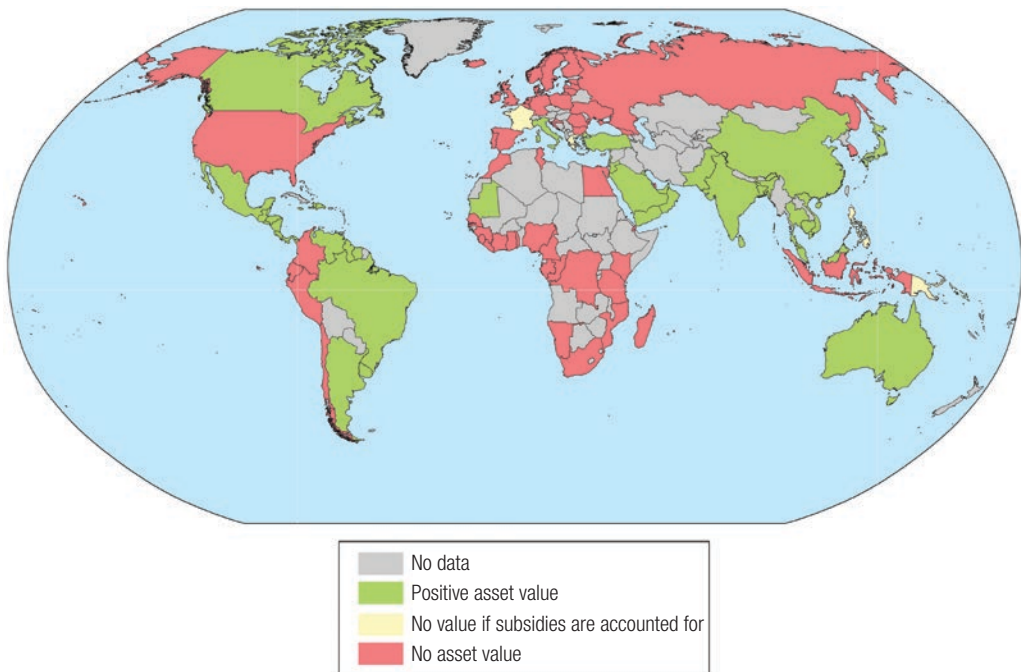 No data
Positive asset value
No value if subsidies are accounted for
No asset value